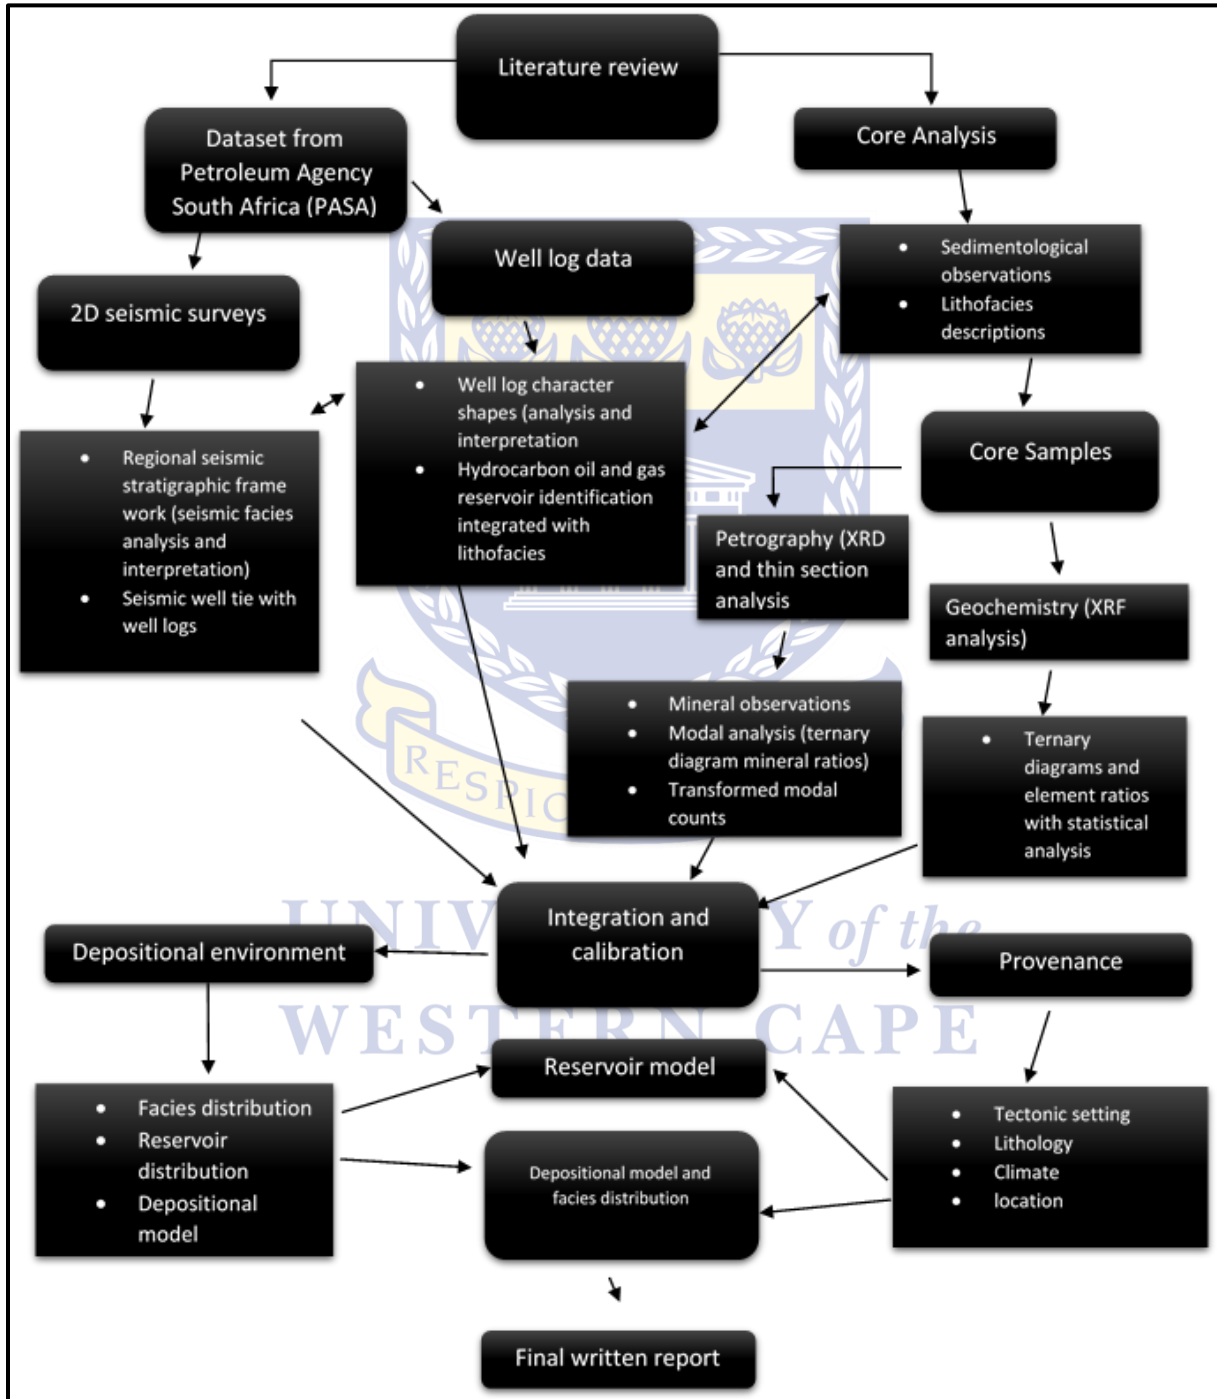 Literature review
Dataset from
Petroleum Agency
South Africa (PASA)
Core Analysis
Well log data
• Sedimentological
observations
• Lithofacies
descriptions
2D seismic surveys
• Well log character
shapes (analysis and
interpretation
• Hydrocarbon oil and gas
reservoir identification
integrated with
lithofacies
• Regional seismic
stratigraphic frame
work (seismic facies
analysis and
interpretation)
• Seismic well tie with
well logs
Core Samples
Petrography (XRD
and thin section
analysis
Geochemistry (XRF
analysis)
• Mineral observations
• Modal analysis (ternary
diagram mineral ratios)
• Transformed modal
counts
• Ternary
diagrams and
element ratios
with statistical
analysis
RESPIC
Integration and
calibration
UNIV Y of the
WESTERN CAPE
Depositional environment
Provenance
Reservoir model
• Facies distribution
• Reservoir
distribution
• Depositional
model
Depositional model and
facies distribution
• Tectonic setting
• Lithology
• Climate
• location
Final written report